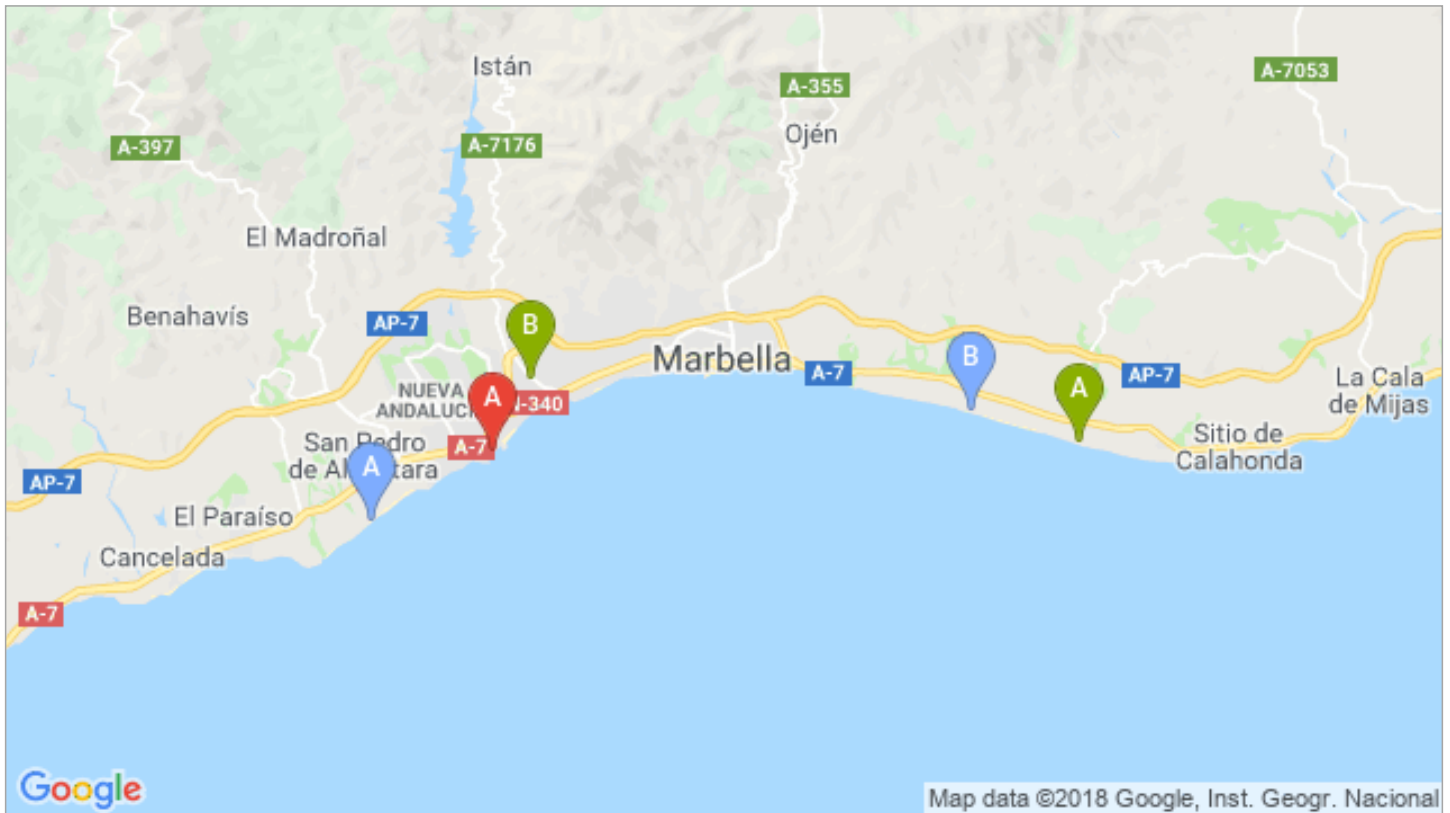 Istán
A-7053
A-355
Ojén
A-7176
A-397
El Madroñal
Benahavís
AP-7
B
Marbella
B
A-7
AP-7
A
La Cala
de Mijas
NUEVA
A
N-340
San Pedro
A-7
Sitio de
Calahonda
A
AP-7
El Paraíso
Cancelada
A-7
Google
Map data ©2018 Google, Inst. Geogr. Nacional